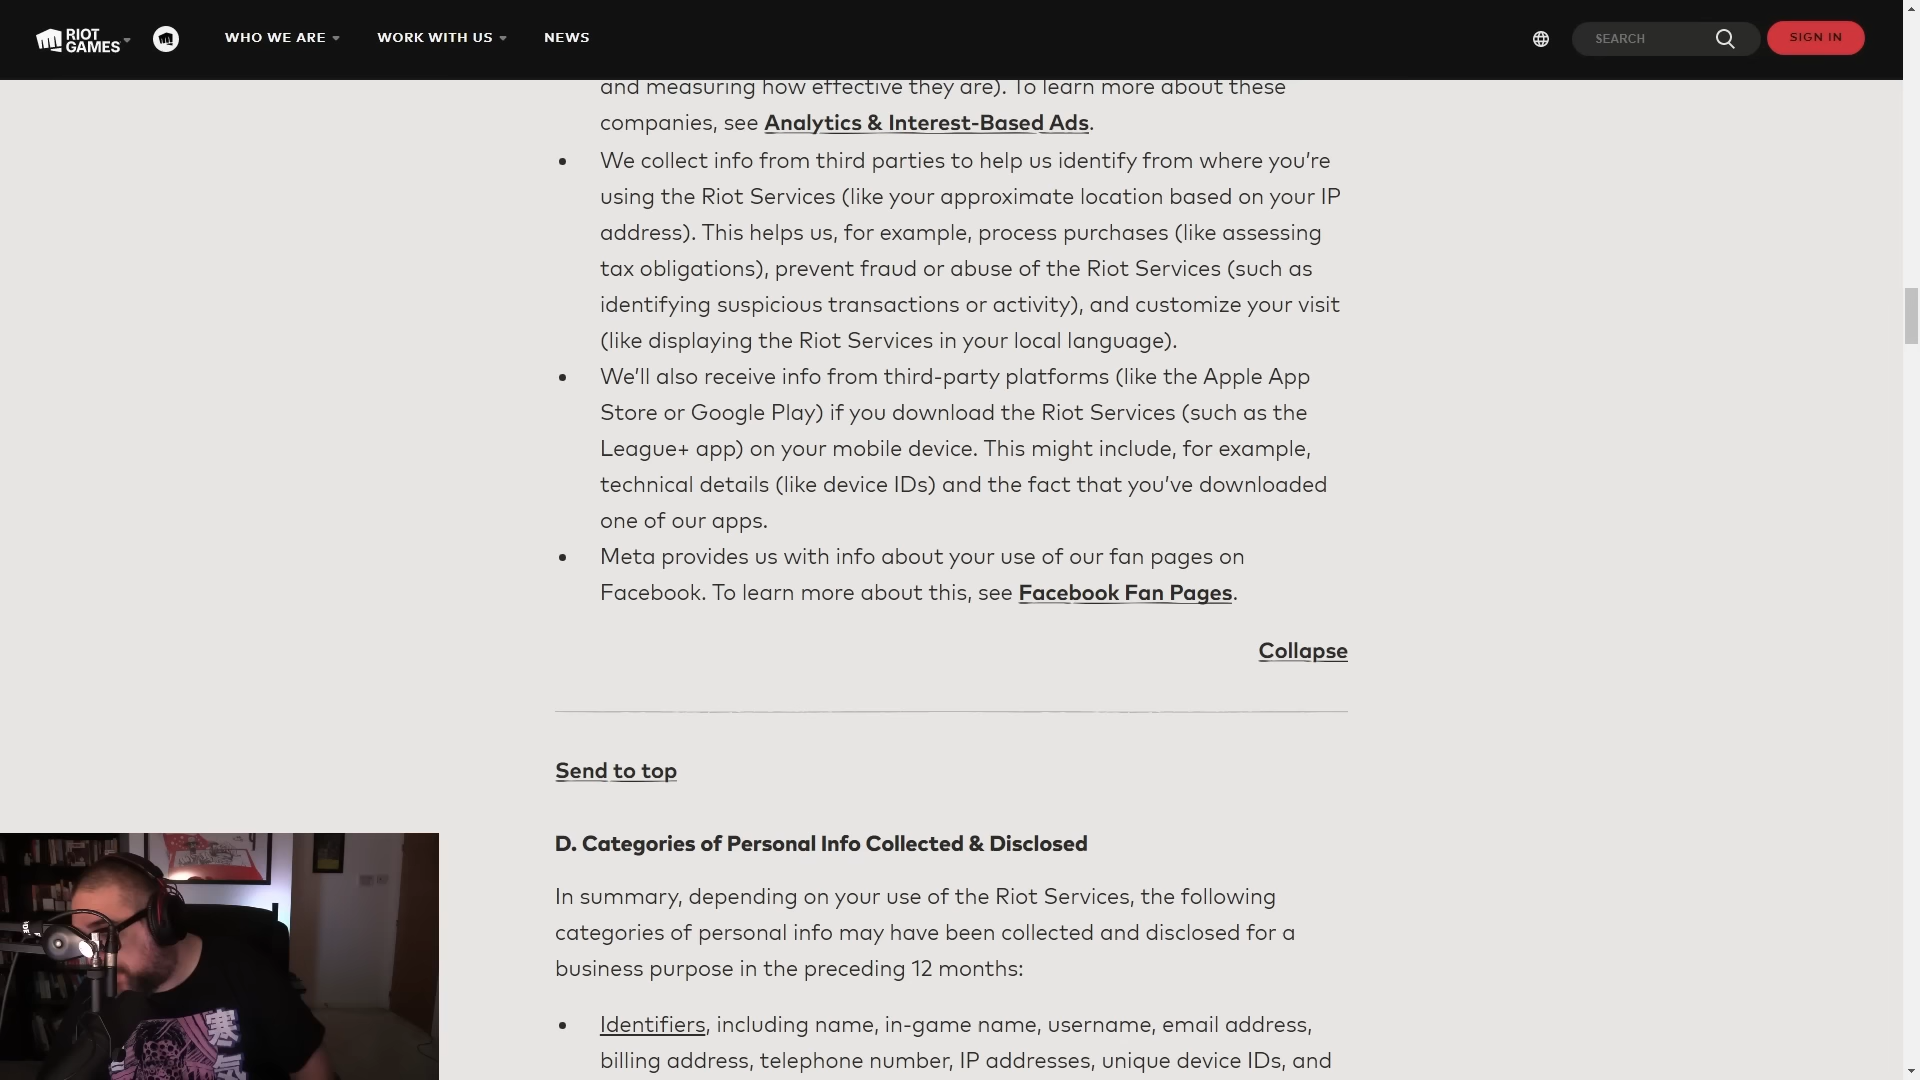 RIOT
GAMES
WHO WE ARE
WORK WITH US
NEWS
SEARCH
SIGN IN
and measuring how effective they are). To learn more about these
companies, see Analytics & Interest-Based Ads.
• We collect info from third parties to help us identify from where you’re
using the Riot Services (like your approximate location based on your IP
address). This helps us, for example, process purchases (like assessing
tax obligations), prevent fraud or abuse of the Riot Services (such as
identifying suspicious transactions or activity), and customize your visit
(like displaying the Riot Services in your local language).
• We’ll also receive info from third-party platforms (like the Apple App
Store or Google Play) if you download the Riot Services (such as the
League+ app) on your mobile device. This might include, for example,
technical details (like device IDs) and the fact that you’ve downloaded
one of our apps.
• Meta provides us with info about your use of our fan pages on
Facebook. To learn more about this, see Facebook Fan Pages.
Collapse
Send to top
D. Categories of Personal Info Collected & Disclosed
In summary, depending on your use of the Riot Services, the following
categories of personal info may have been collected and disclosed for a
business purpose in the preceding 12 months:
• Identifiers, including name, in-game name, username, email address,
billing address, telephone number, IP addresses, unique device IDs, and
寒